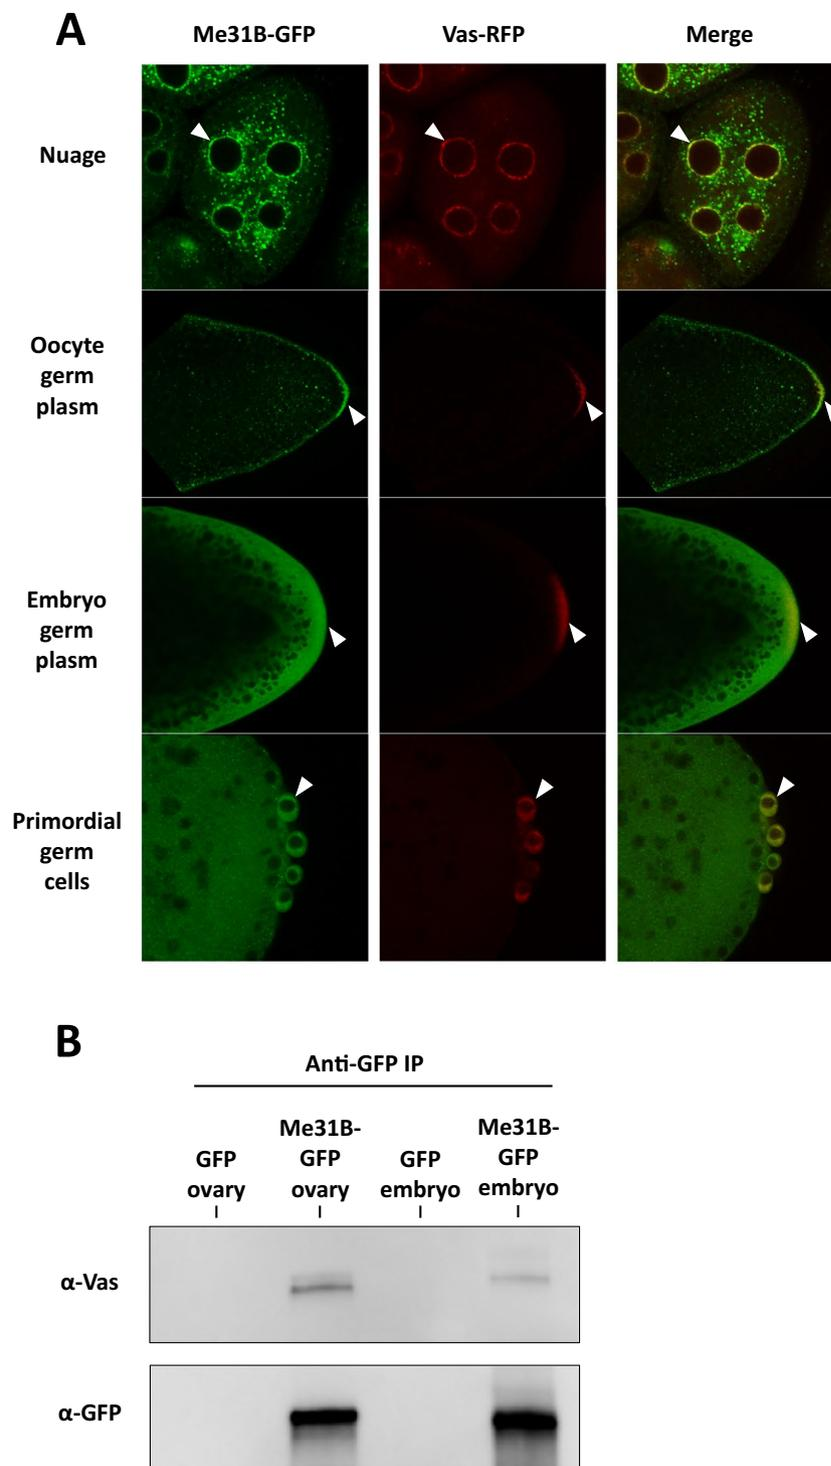 A
Me31B-GFP Vas-RFP Merge
Nuage
Oocyte
germ
plasm
Embryo
germ
plasm
Primordial
germ
cells
B
Anti-GFP IP
GFP
ovary
Me31B-
GFP
ovary
GFP
embryo
Me31B-
GFP
embryo
α-Vas
α-GFP